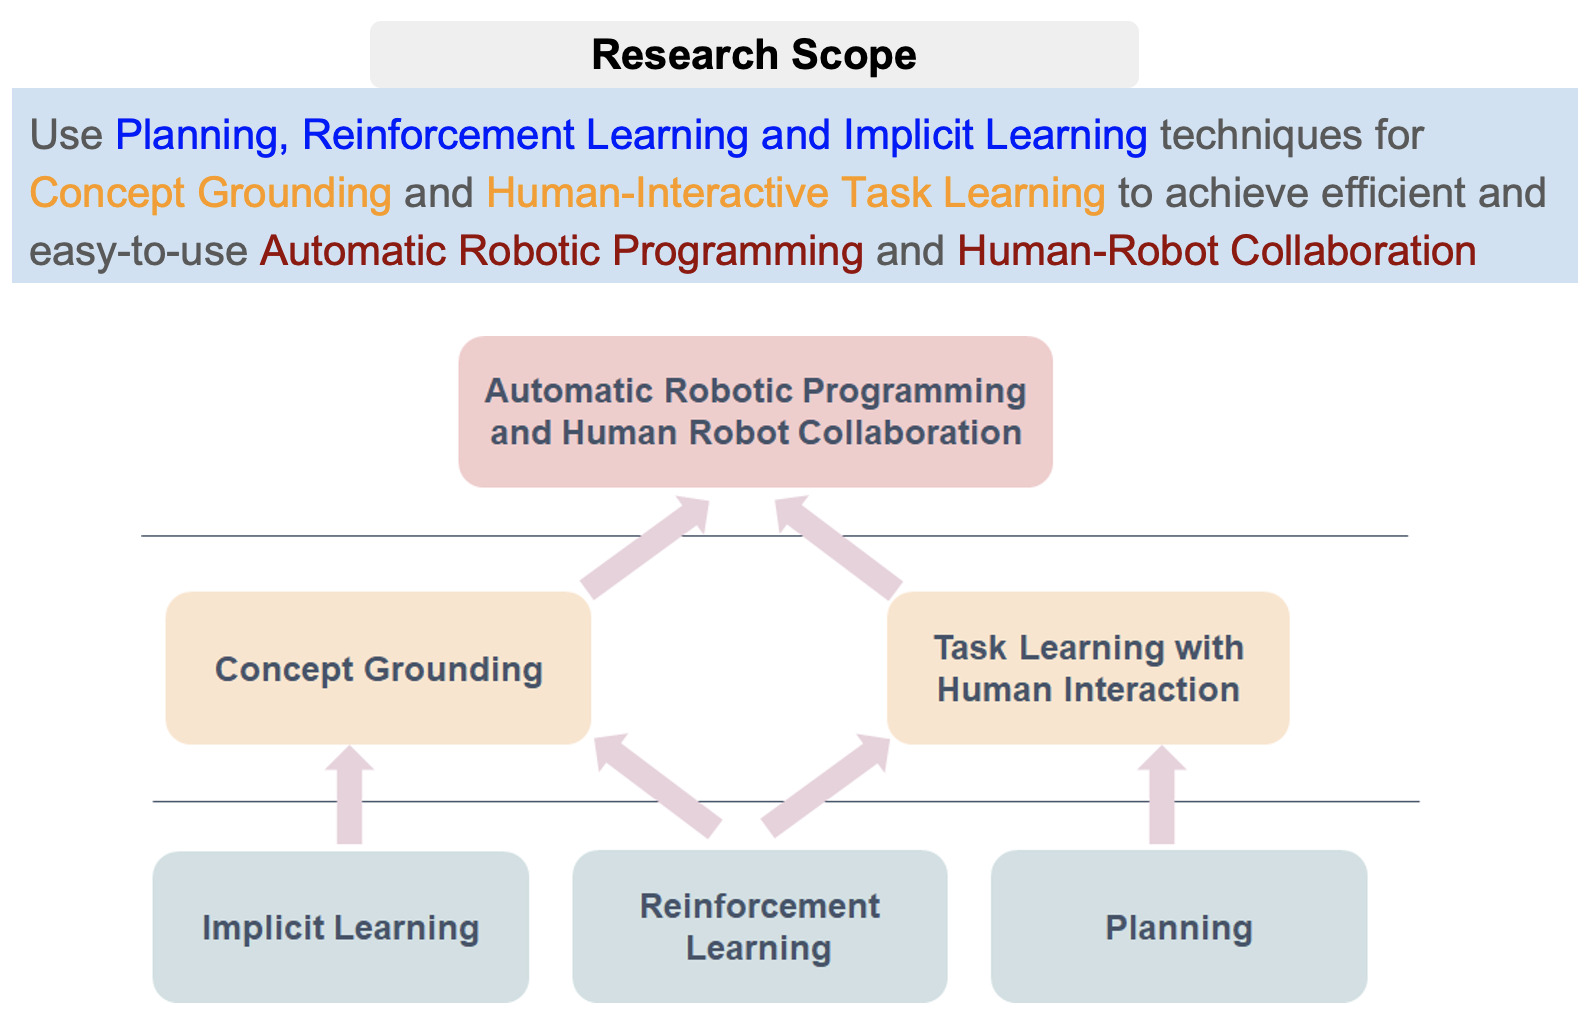 Research Scope
Use Planning, Reinforcement Learning and Implicit Learning techniques for
Concept Grounding and Human-Interactive Task Learning to achieve efficient and
easy-to-use Automatic Robotic Programming and Human-Robot Collaboration
Automatic Robotic Programming
and Human Robot Collaboration
Concept Grounding
Task Learning with
Human Interaction
Implicit Learning
Reinforcement
Learning
Planning